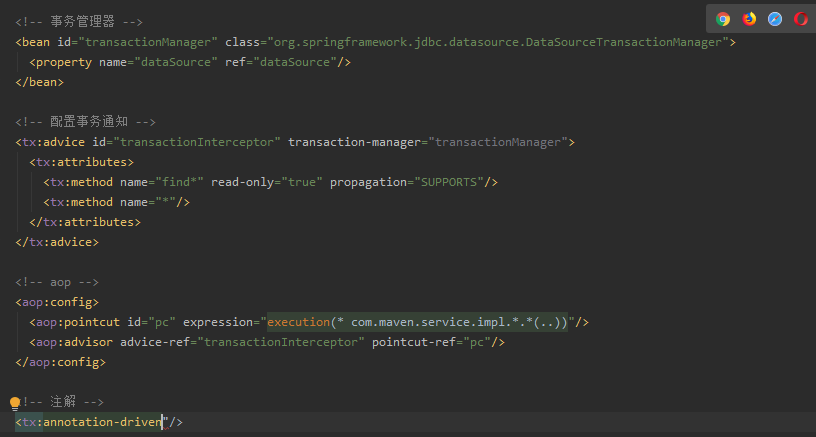 <!-- 事务管理器 -->
<bean id="transactionManager" class="org.springframework.jdbc.datasource.DataSourceTransactionManager">
<property name="dataSource" ref="dataSource"/>
</bean>
<!-- 配置事务通知 -->
<tx:advice id="transactionInterceptor" transaction-manager="transactionManager">
<tx:attributes>
<tx:method name="find*" read-only="true" propagation="SUPPORTS"/>
<tx:method name="*"/>
</tx:attributes>
</tx:advice>
<!-- aop -->
<aop:config>
<aop:pointcut id="pc" expression="execution(* com.maven.service.impl.*.*(..))"/>
<aop:advisor advice-ref="transactionInterceptor" pointcut-ref="pc"/>
</aop:config>
<!-- 注解 -->
<tx:annotation-driven"/>